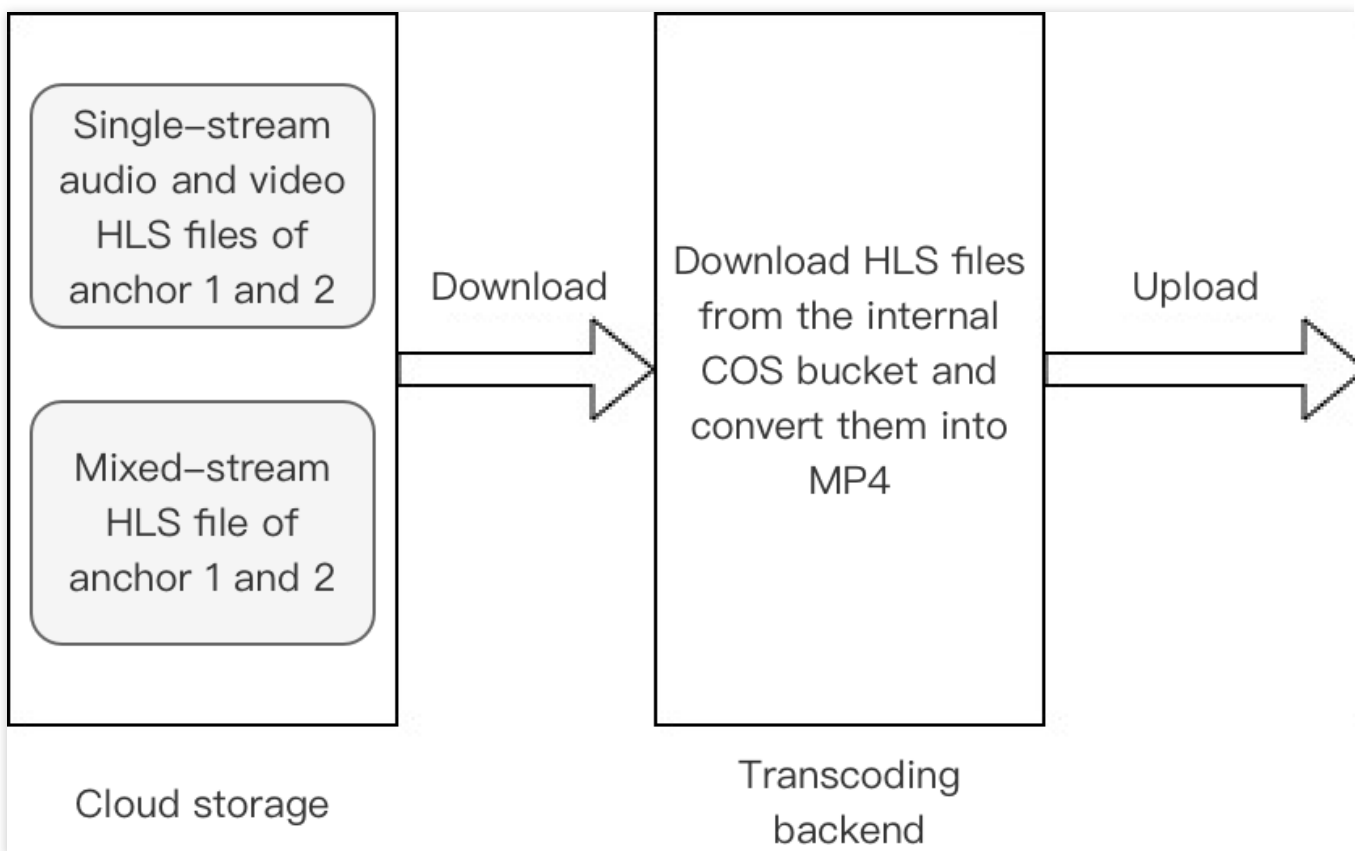 Single–stream
audio and video
HLS files of
anchor 1 and 2
Mixed–stream
HLS file of
anchor 1 and 2
Cloud storage
Download
Download HLS files
from the internal
COS bucket and
convert them into
MP4
Transcoding
backend
Upload